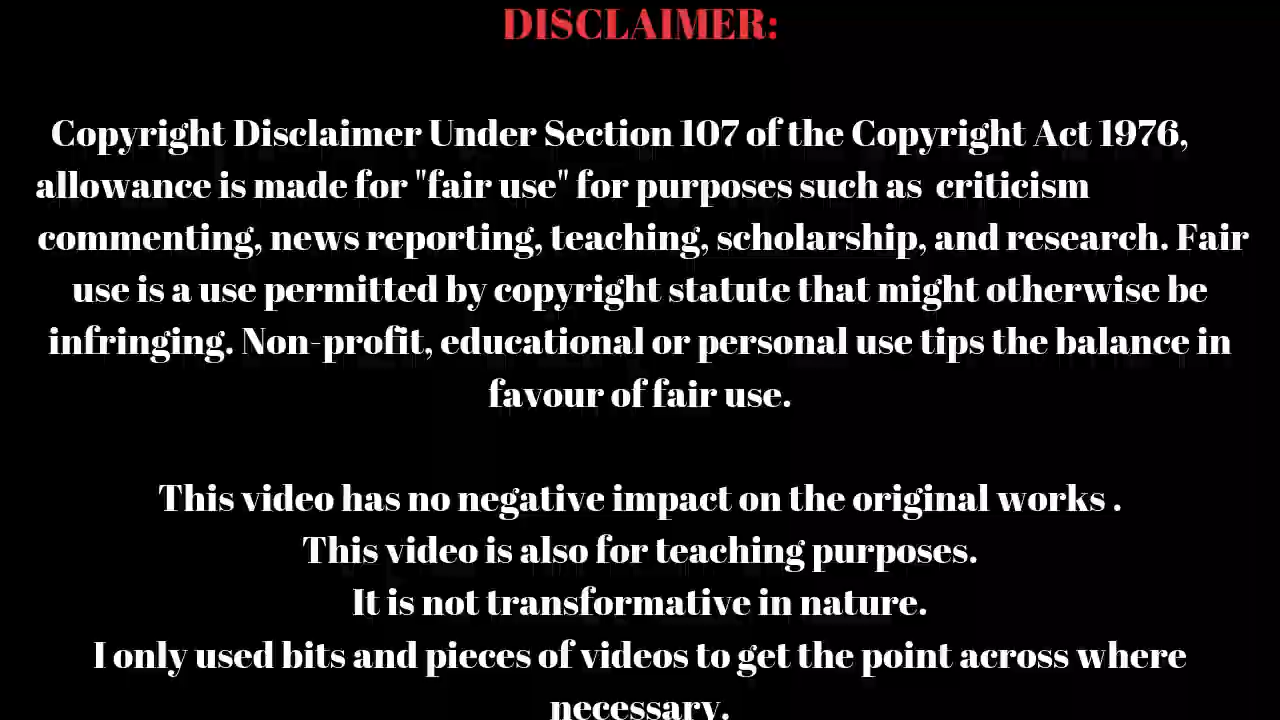 DISCLAIMER:
Copyright Disclaimer Under Section 107 of the Copyright Act 1976,
allowance is made for "fair use" for purposes such as criticism
commenting, news reporting, teaching, scholarship, and research. Fair
use is a use permitted by copyright statute that might otherwise be
infringing. Non-profit, educational or personal use tips the balance in
favour of fair use.
This video has no negative impact on the original works .
This video is also for teaching purposes.
It is not transformative in nature.
I only used bits and pieces of videos to get the point across where
necessary.